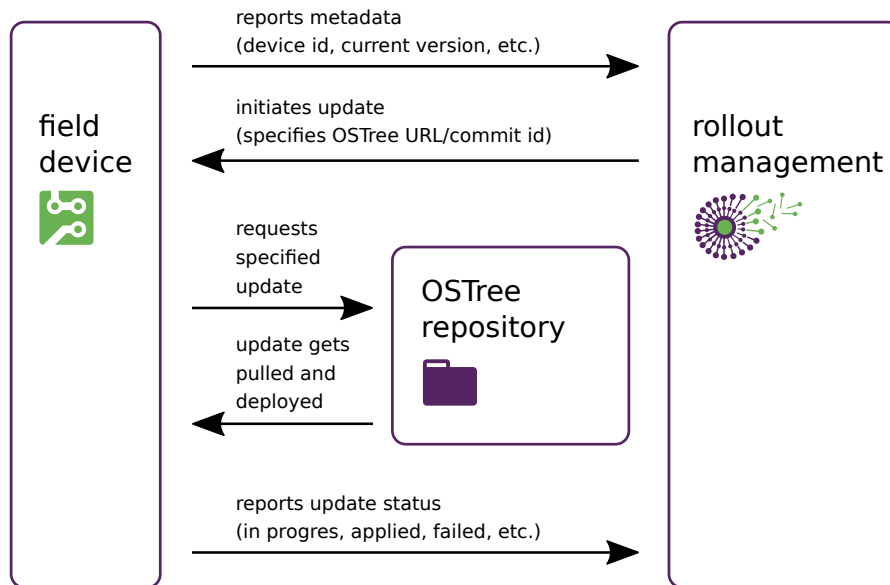 reports metadata
(device id, current version, etc.)
field
device
initiates update
(specifies OSTree URL/commit id)
rollout
management
requests
specified
update
OSTree
repository
update gets
pulled and
deployed
reports update status
(in progres, applied, failed, etc.)